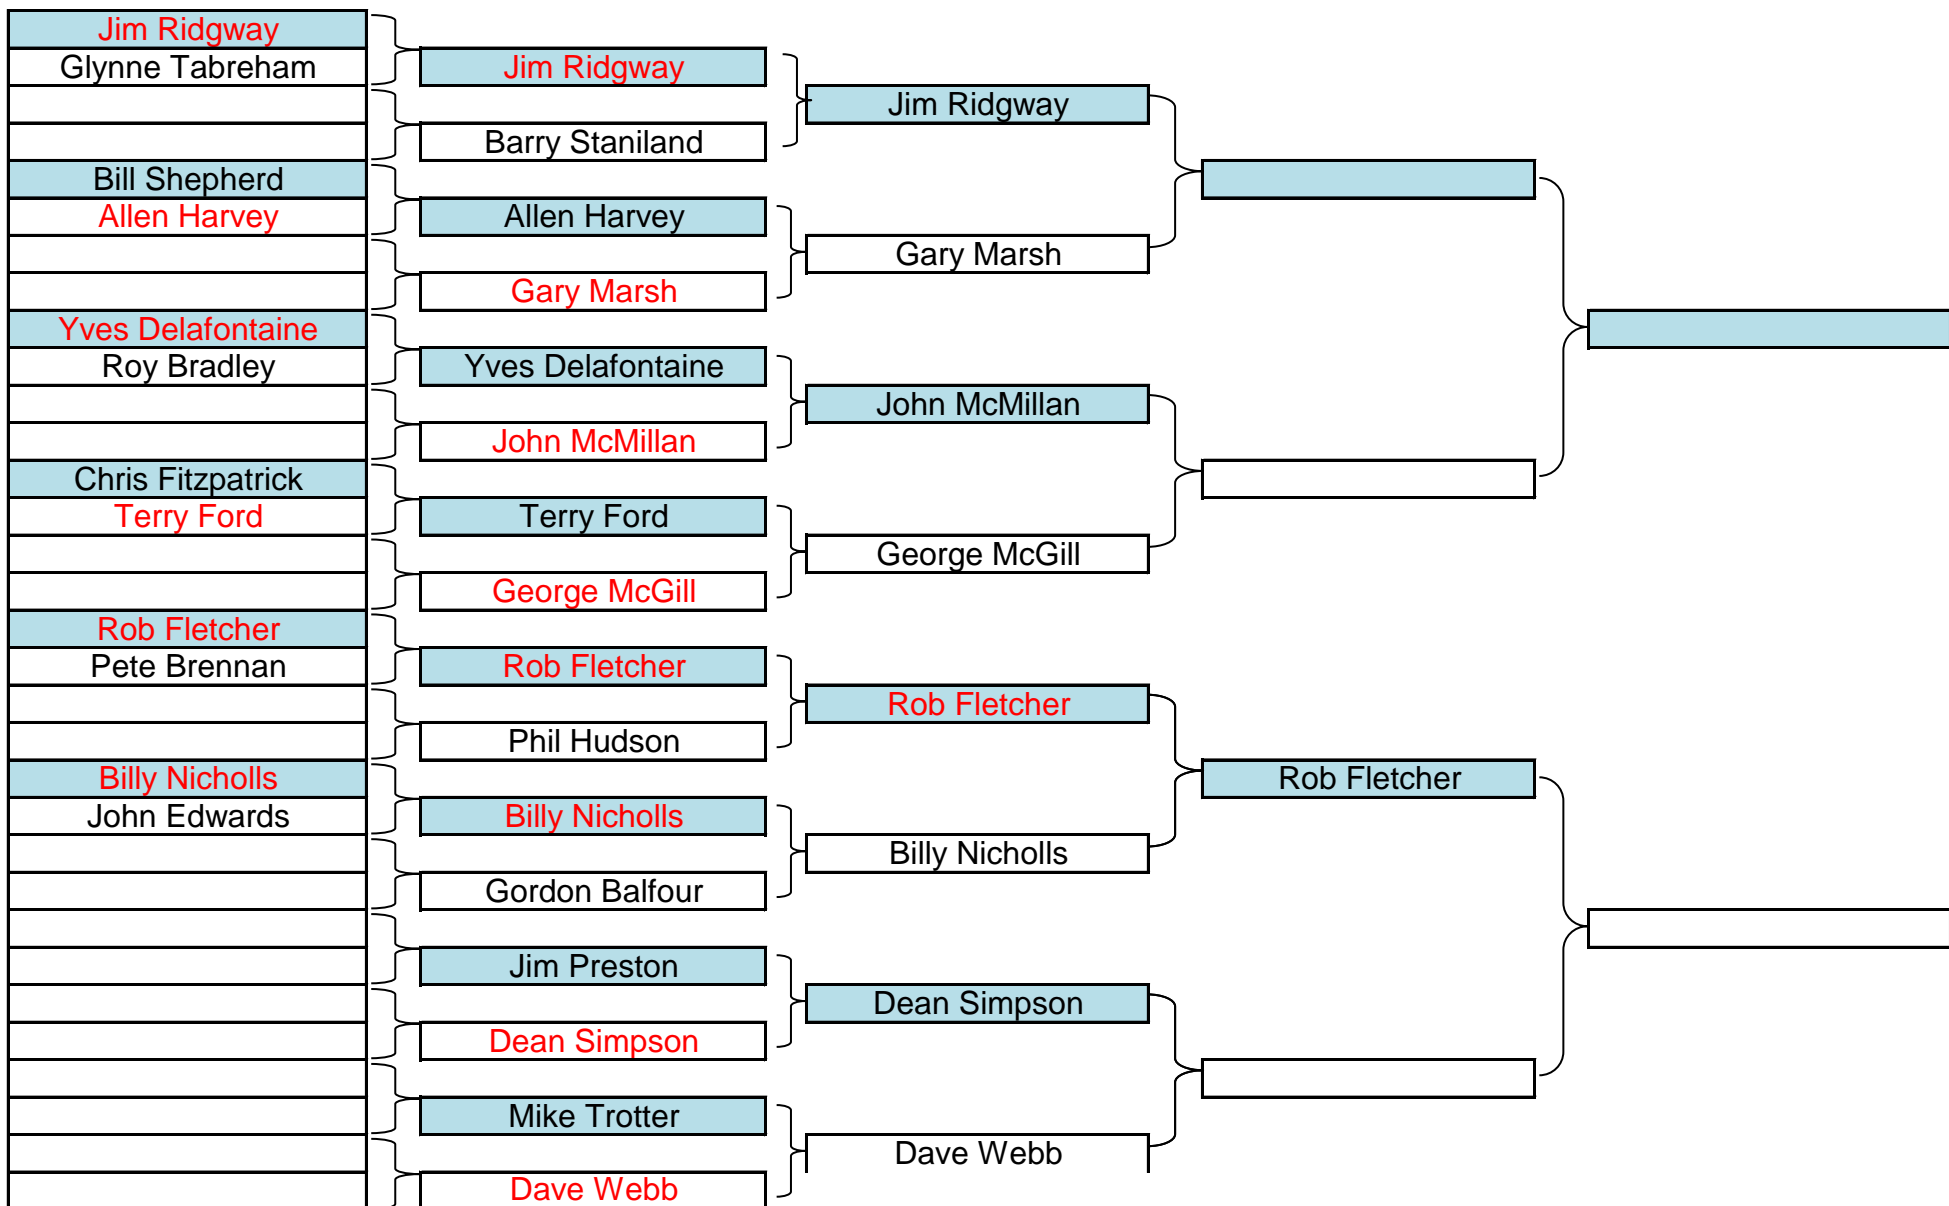 Jim Ridgway
Glynne Tabreham
Bill Shepherd
Allen Harvey
Yves Delafontaine
Roy Bradley
Chris Fitzpatrick
Terry Ford
Rob Fletcher
Pete Brennan
Billy Nicholls
John Edwards
Jim Ridgway
Barry Staniland
Allen Harvey
Gary Marsh
Yves Delafontaine
John McMillan
Terry Ford
George McGill
Rob Fletcher
Phil Hudson
Billy Nicholls
Gordon Balfour
Jim Preston
Dean Simpson
Mike Trotter
Dave Webb
Jim Ridgway
Gary Marsh
John McMillan
George McGill
Rob Fletcher
Billy Nicholls
Dean Simpson
Dave Webb
Rob Fletcher